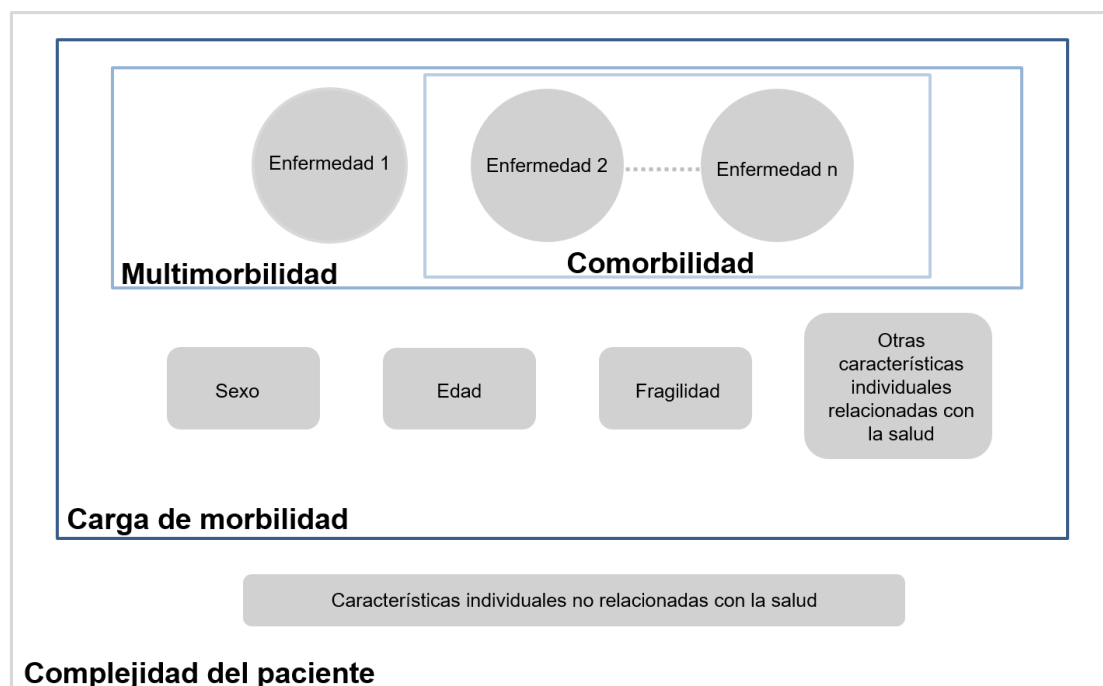 Enfermedad 1
Enfermedad 2
Enfermedad n
Multimorbilidad
Comorbilidad
Sexo
Edad
Fragilidad
Otras
características
individuales
relacionadas con
la salud
Carga de morbilidad
Características individuales no relacionadas con la salud
Complejidad del paciente